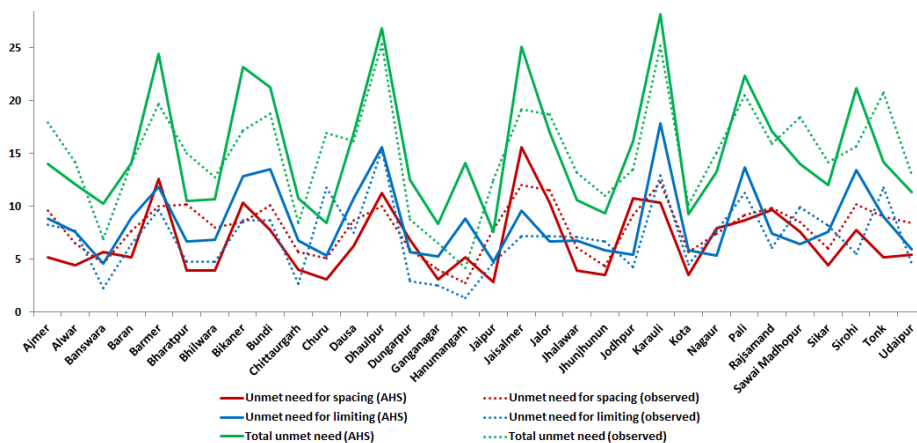 25
20
15
10
5
0
Ajmer
Alwar
Banswara
Baran
Barmer
Bharatpur
Bhilwara
Bikaner
Bundi
Chittaurgarh
Churu
Dausa
Dhaulpur
Dungarpur
Ganganagar
Hanumangarh
Jaipur
Jaisalmer
Jalor
Jhalawar
Jhunjhunun
Jodhpur
Karauli
Kota
Nagaur
Pali
Rajsamand
Sawai Madhopur
Sikar
Sirohi
Tonk
Udaipur
Unmet need for spacing (AHS) Unmet need for spacing (observed)
Unmet need for limiting (AHS) Unmet need for limiting (observed)
Total unmet need (AHS) Total unmet need (observed)